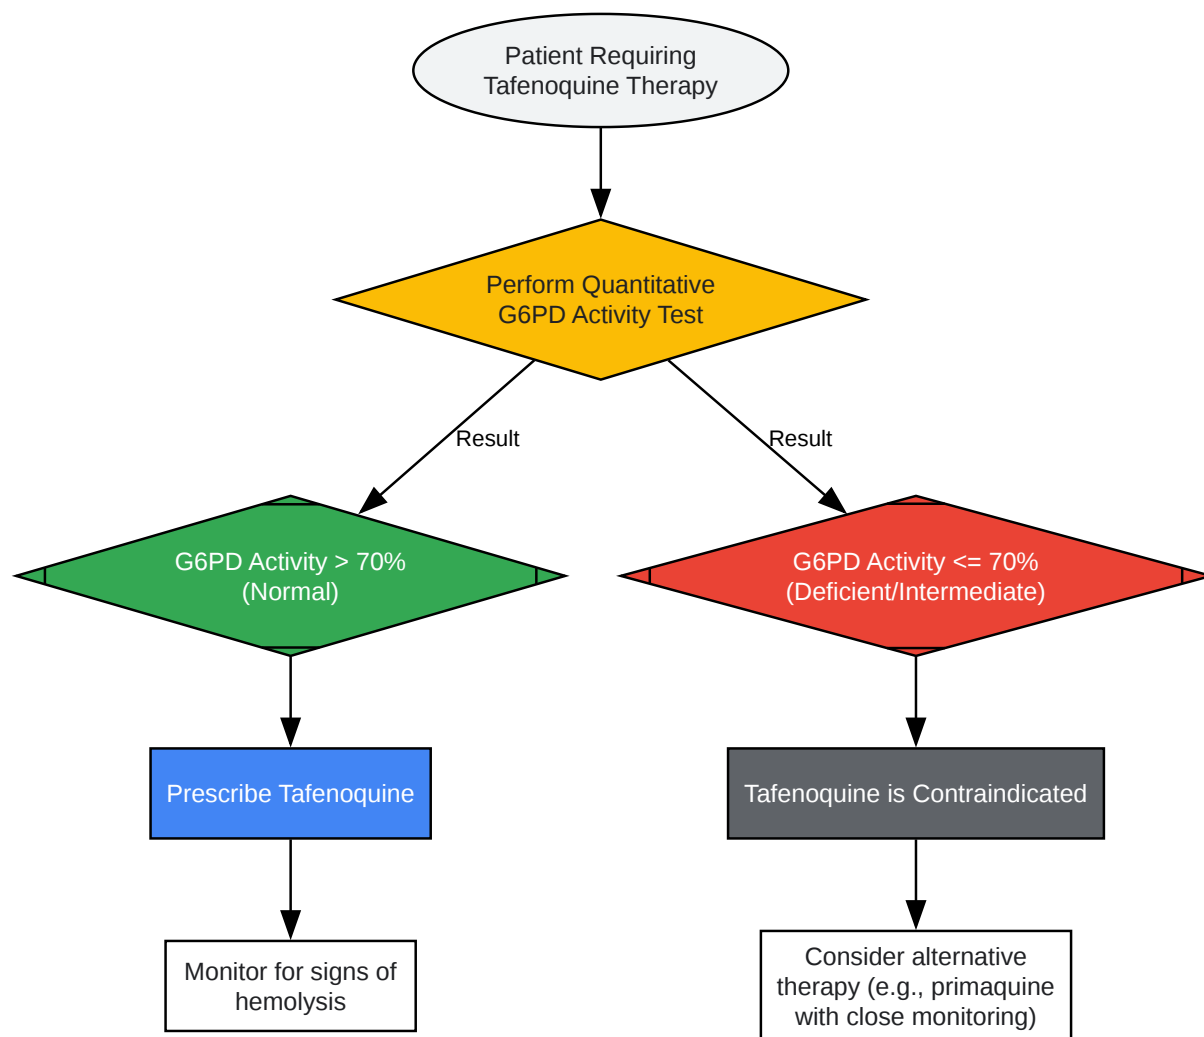 Patient Requiring
Tafenoquine Therapy
Perform Quantitative
G6PD Activity Test
Result
Result
G6PD Activity > 70%
(Normal)
G6PD Activity <= 70%
(Deficient/Intermediate)
Prescribe Tafenoquine
Tafenoquine is Contraindicated
Monitor for signs of
hemolysis
Consider alternative
therapy (e.g., primaquine
with close monitoring)